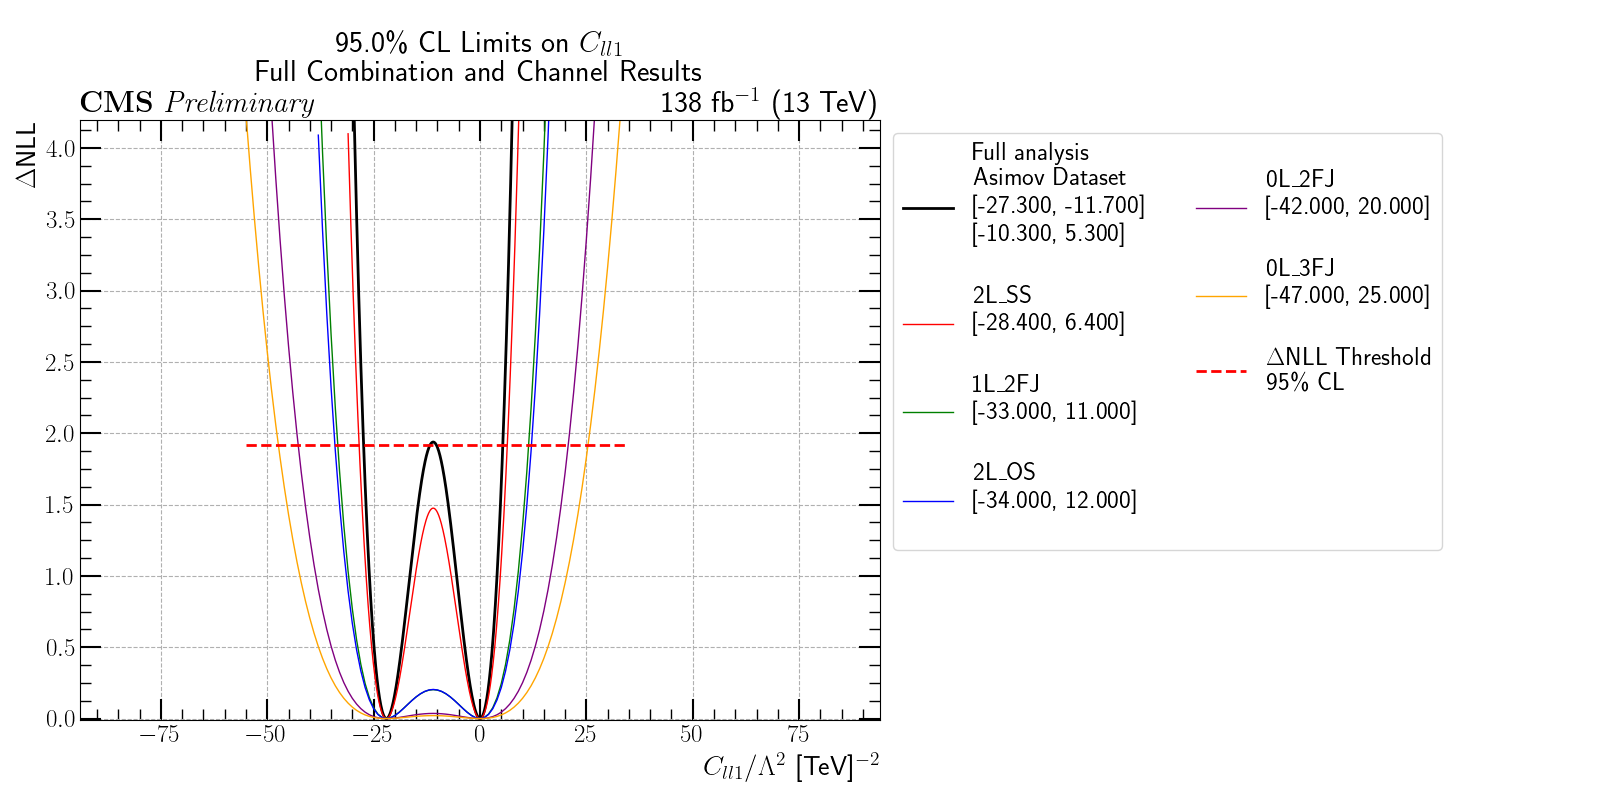 95.0% CL Limits on C_{ll1}
Full Combination and Channel Results
CMS Preliminary
138 fb^{−1} (13 TeV)
ΔNLL
4.0
3.5
3.0
2.5
2.0
1.5
1.0
0.5
0.0
−75 −50 −25 0 25 50 75
C_{ll1}/Λ^2 [TeV]^{−2}
Full analysis
Asimov Dataset
[-27.300, -11.700]
[-10.300, 5.300]
2L_SS
[-28.400, 6.400]
1L_2FJ
[-33.000, 11.000]
2L_OS
[-34.000, 12.000]
0L_2FJ
[-42.000, 20.000]
0L_3FJ
[-47.000, 25.000]
ΔNLL Threshold
95% CL